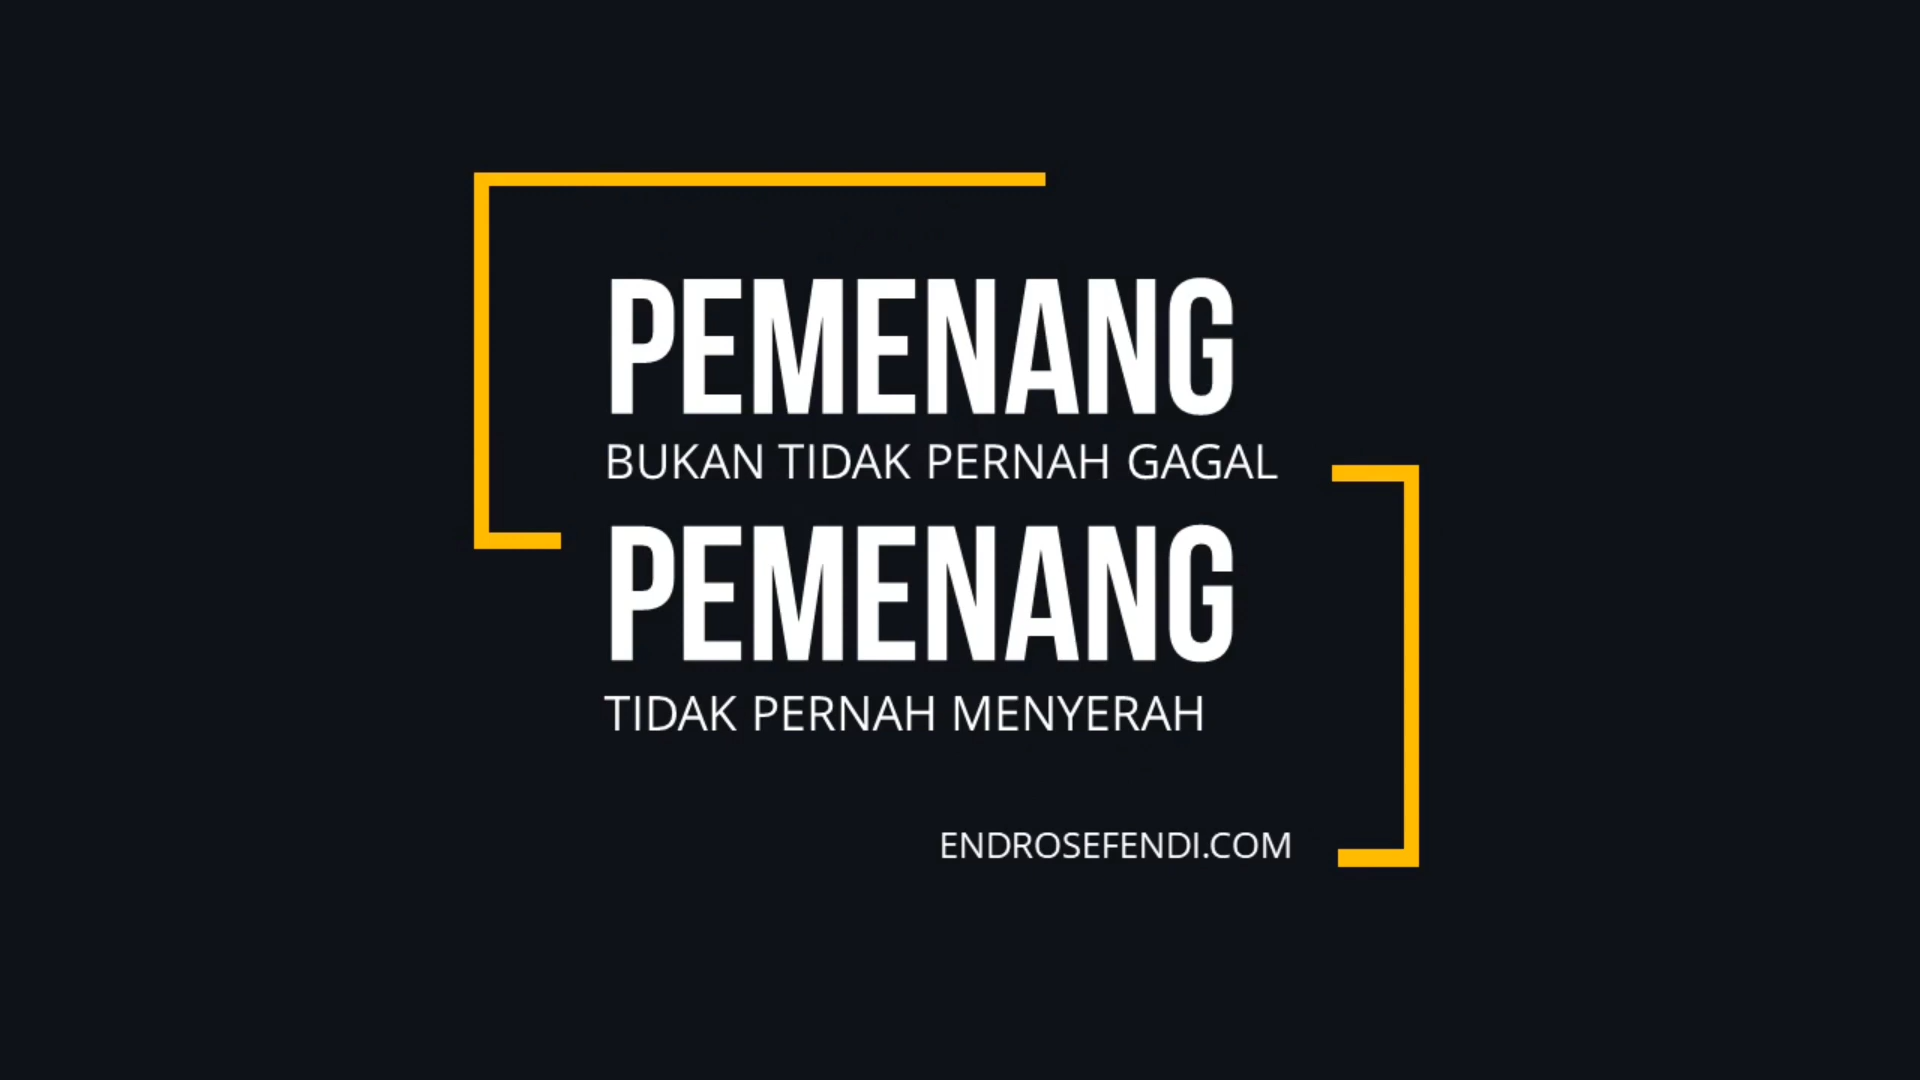 PEMENANG
BUKAN TIDAK PERNAH GAGAL
PEMENANG
TIDAK PERNAH MENYERAH
ENDROSEFENDI.COM